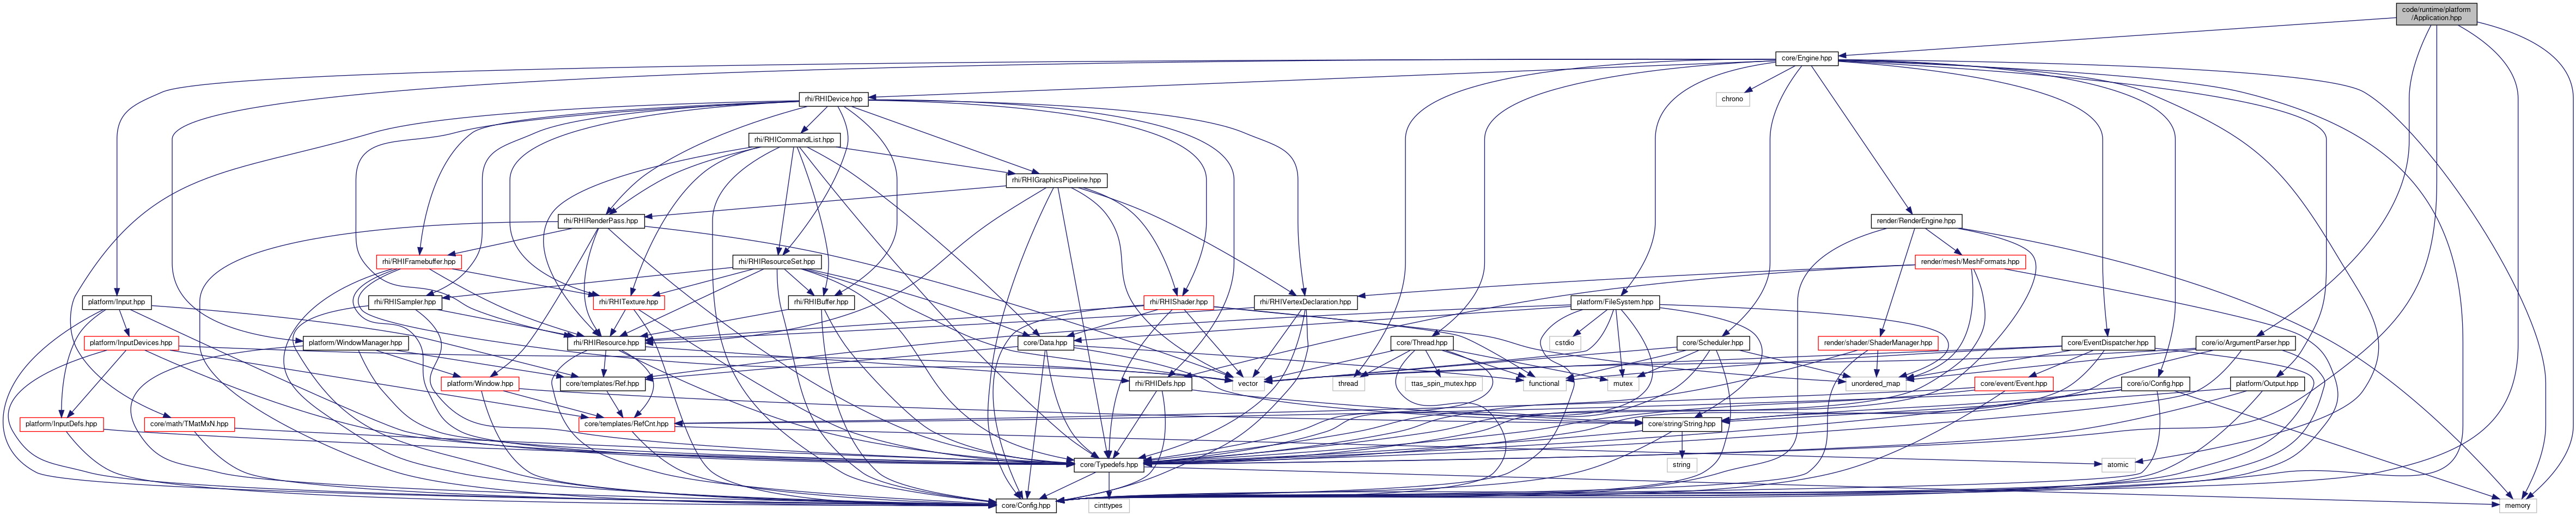 code/runtime/platform
/Application.hpp
core/Engine.hpp
rhi/RHIDevice.hpp
chrono
rhi/RHICommandList.hpp
rhi/RHIGraphicsPipeline.hpp
rhi/RHIRenderPass.hpp
render/RenderEngine.hpp
rhi/RHIFramebuffer.hpp
rhi/RHIResourceSet.hpp
render/mesh/MeshFormats.hpp
platform/Input.hpp
rhi/RHISampler.hpp
rhi/RHITexture.hpp
rhi/RHIBuffer.hpp
rhi/RHIShader.hpp
rhi/RHIVertexDeclaration.hpp
platform/FileSystem.hpp
platform/InputDevices.hpp
platform/WindowManager.hpp
rhi/RHIResource.hpp
core/Data.hpp
core/Thread.hpp
cstdio
core/Scheduler.hpp
render/shader/ShaderManager.hpp
core/EventDispatcher.hpp
core/io/ArgumentParser.hpp
platform/Window.hpp
core/templates/Ref.hpp
rhi/RHIDefs.hpp
vector
thread
ttas_spin_mutex.hpp
functional
mutex
unordered_map
core/event/Event.hpp
core/io/Config.hpp
platform/Output.hpp
platform/InputDefs.hpp
core/math/TMatMxN.hpp
core/templates/RefCnt.hpp
core/string/String.hpp
core/Typedefs.hpp
string
atomic
core/Config.hpp
cinttypes
memory